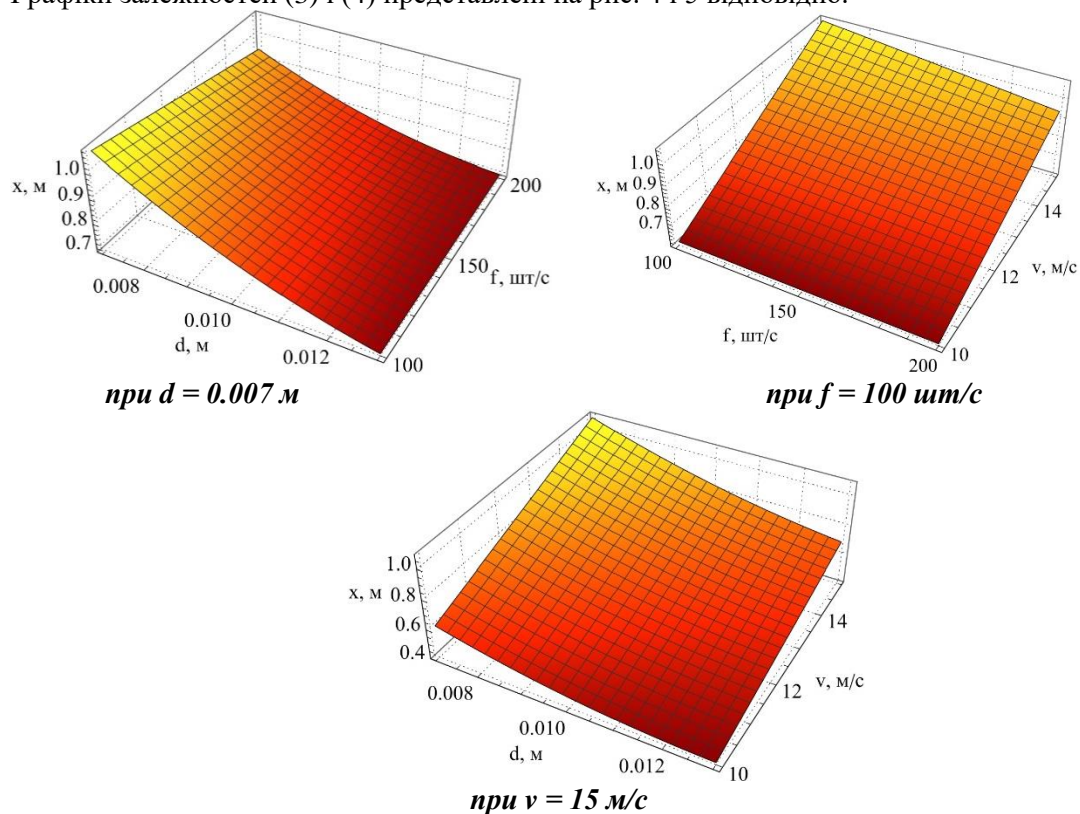 Графіки залежностей (3) і (4) представлені на рис. 4 і 5 відповідно.
1.0
0.9
0.8
0.7
x, м
0.008
0.010
0.012
d, м
100
150
200
f, шт/с
при d = 0.007 м
1.0
0.9
0.8
0.7
x, м
100
150
200
f, шт/с
10
12
14
v, м/с
при f = 100 шт/с
1.0
0.8
0.6
0.4
x, м
0.008
0.010
0.012
d, м
10
12
14
v, м/с
при v = 15 м/с